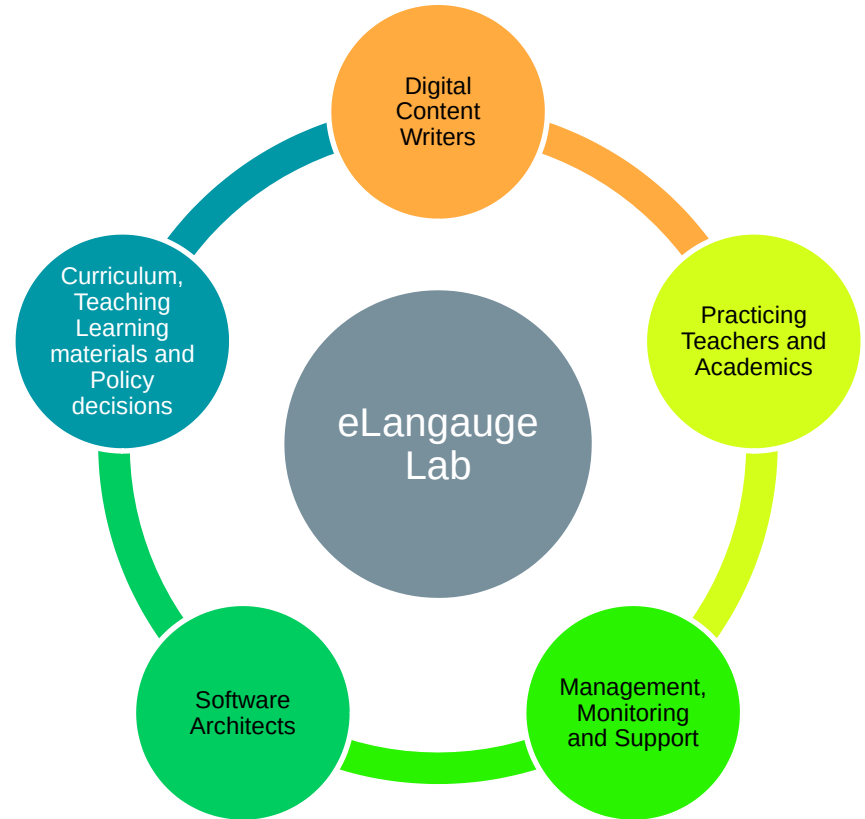 Digital
Content
Writers
Practicing
Teachers and
Academics
Management,
Monitoring
and Support
Software
Architects
Curriculum,
Teaching
Learning
materials and
Policy
decisions
eLangauge
Lab